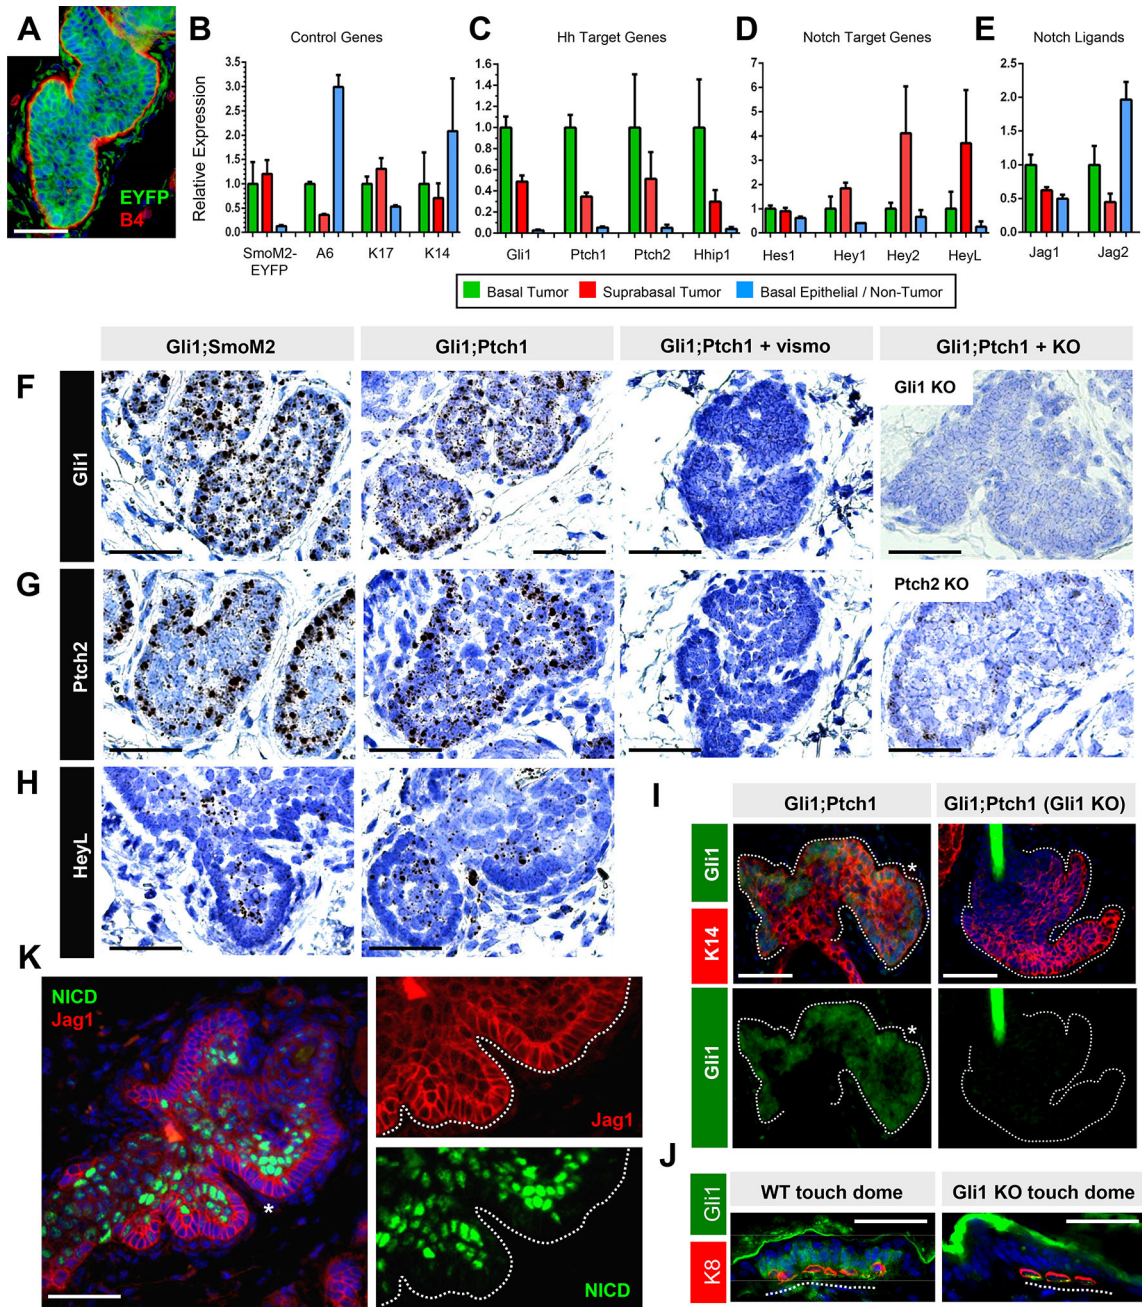 A
EYFP
B4
B
Control Genes
Relative Expression
3.5
3.0
2.5
2.0
1.5
1.0
0.5
0.0
SmoM2-
EYFP
A6
K17
K14
C
Hh Target Genes
1.6
1.4
1.2
1.0
0.8
0.6
0.4
0.2
0.0
Gli1
Ptch1
Ptch2
Hhip1
D
Notch Target Genes
7
6
5
4
3
2
1
0
Hes1
Hey1
Hey2
HeyL
E
Notch Ligands
2.5
2.0
1.5
1.0
0.5
0.0
Jag1
Jag2
Basal Tumor
Suprabasal Tumor
Basal Epithelial / Non-Tumor
Gli1;SmoM2
Gli1;Ptch1
Gli1;Ptch1 + vismo
Gli1;Ptch1 + KO
F
Gli1
Gli1 KO
G
Ptch2
Ptch2 KO
H
HeyL
I
Gli1;Ptch1
Gli1;Ptch1 (Gli1 KO)
Gli1
K14
*
Gli1
*
J
WT touch dome
Gli1 KO touch dome
Gli1
K8
K
NICD
Jag1
*
Jag1
NICD